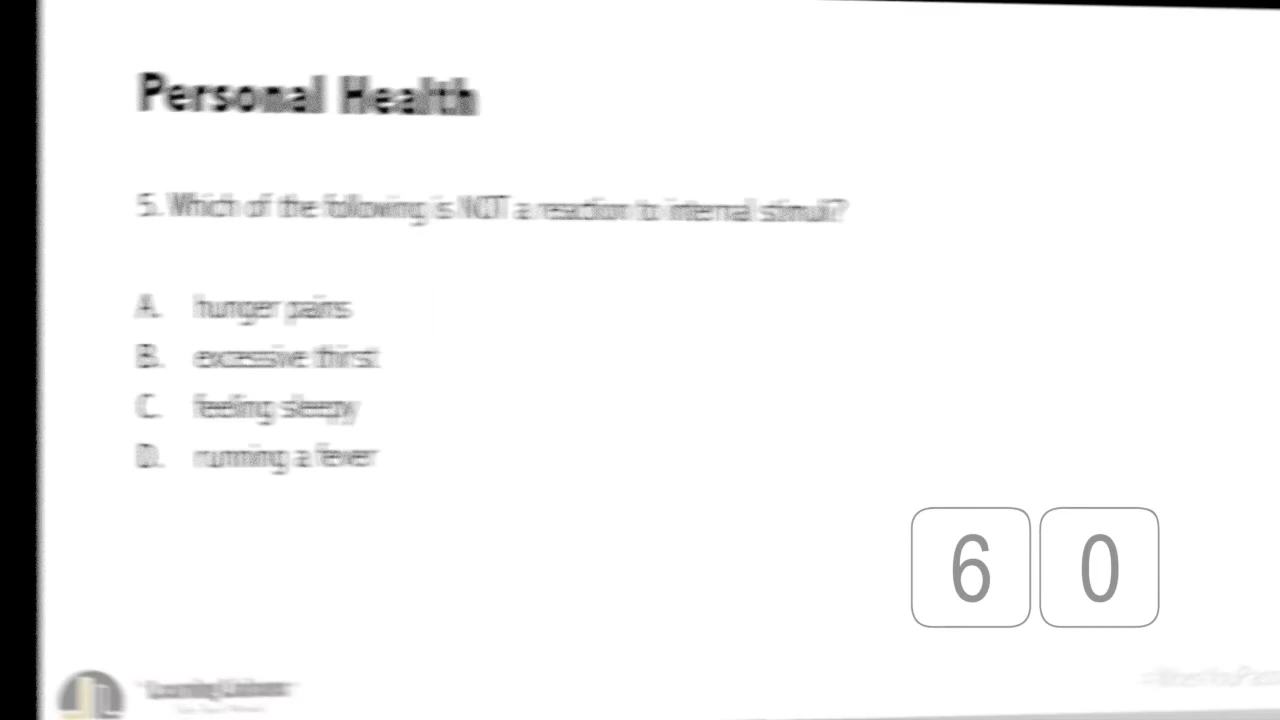 Personal Health
5. Which of the following is NOT a reaction to internal stimuli?
A. hunger pains
B. excessive thirst
C. feeling sleepy
D. running a fever
6 0